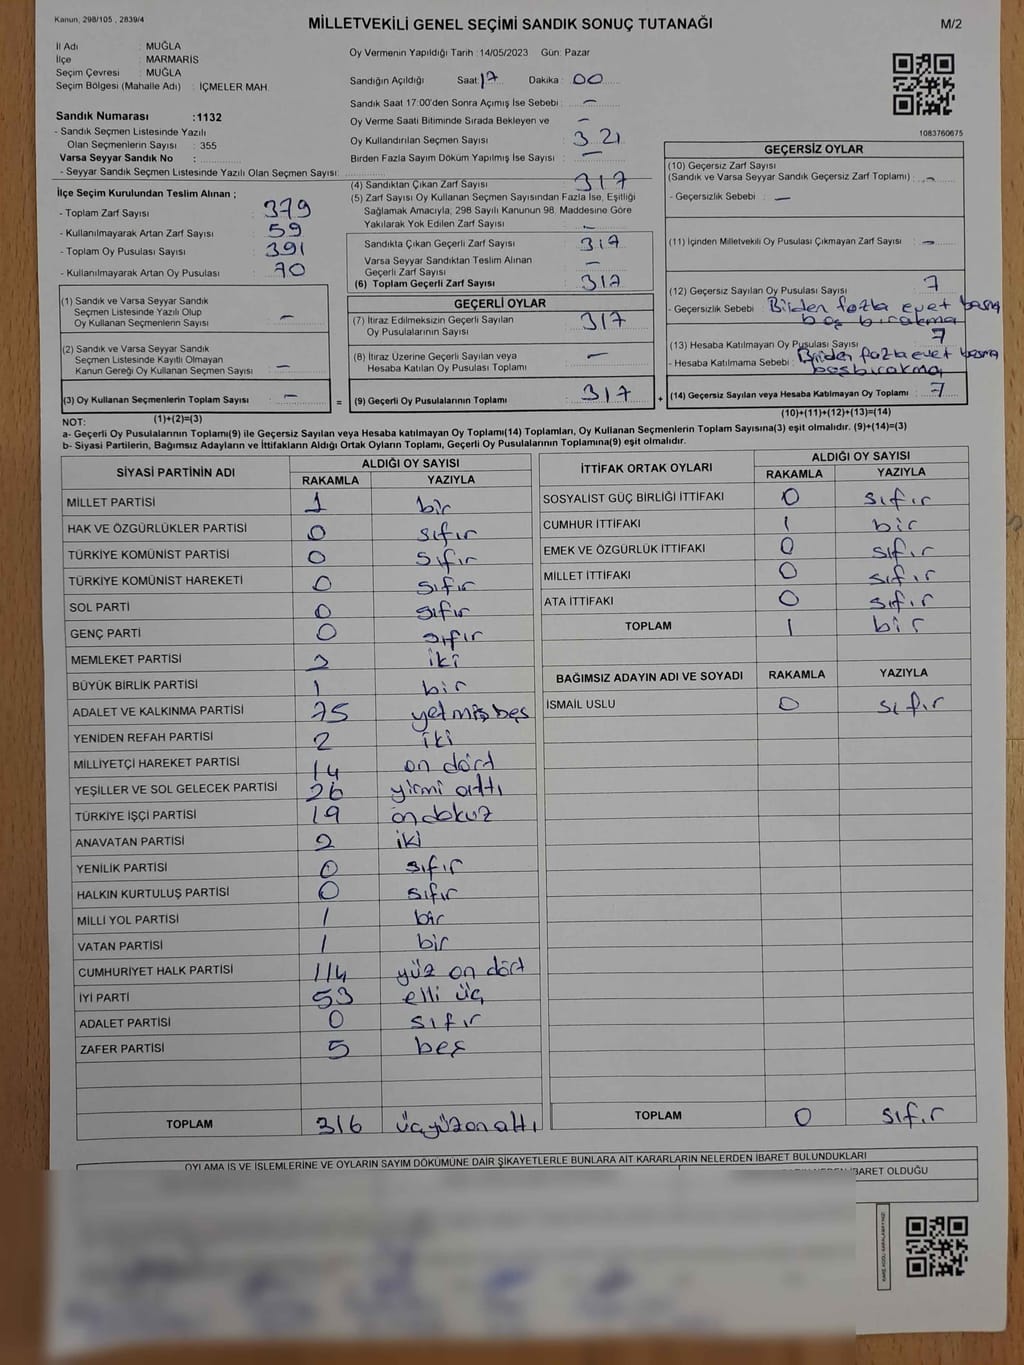 Kanun, 298/105 , 2839/4
MİLLETVEKİLİ GENEL SEÇİMİ SANDIK SONUÇ TUTANAĞI
M/2
İl Adı : MUĞLA
İlçe : MARMARİS
Seçim Çevresi : MUĞLA
Seçim Bölgesi (Mahalle Adı) : İÇMELER MAH.
Sandık Numarası :1132
- Sandık Seçmen Listesinde Yazılı
Olan Seçmenlerin Sayısı : 355
Varsa Seyyar Sandık No :
- Seyyar Sandık Seçmen Listesinde Yazılı Olan Seçmen Sayısı:
Oy Vermenin Yapıldığı Tarih :14/05/2023 Gün: Pazar
Sandığın Açıldığı Saat: 17 Dakika : 00
Sandık Saat 17:00'den Sonra Açımış İse Sebebi : —
Oy Verme Saati Bitiminde Sırada Bekleyen ve —
Oy Kullandırılan Seçmen Sayısı : 321
Birden Fazla Sayım Döküm Yapılmış İse Sayısı : —
1083760675
İlçe Seçim Kurulundan Teslim Alınan ;
- Toplam Zarf Sayısı : 379
- Kullanılmayarak Artan Zarf Sayısı : 59
- Toplam Oy Pusulası Sayısı : 391
- Kullanılmayarak Artan Oy Pusulası : 70
(1) Sandık ve Varsa Seyyar Sandık
Seçmen Listesinde Yazılı Olup
Oy Kullanan Seçmenlerin Sayısı : —
(2) Sandık ve Varsa Seyyar Sandık
Seçmen Listesinde Kayıtlı Olmayan
Kanun Gereği Oy Kullanan Seçmen Sayısı : —
(3) Oy Kullanan Seçmenlerin Toplam Sayısı : —
(1)+(2)=(3)
(4) Sandıktan Çıkan Zarf Sayısı : 317
(5) Zarf Sayısı Oy Kullanan Seçmen Sayısından Fazla İse, Eşitliği
Sağlamak Amacıyla, 298 Sayılı Kanunun 98. Maddesine Göre
Yakılarak Yok Edilen Zarf Sayısı : —
Sandıkta Çıkan Geçerli Zarf Sayısı : 317
Varsa Seyyar Sandıktan Teslim Alınan
Geçerli Zarf Sayısı : —
(6) Toplam Geçerli Zarf Sayısı : 317
GEÇERLİ OYLAR
(7) İtiraz Edilmeksizin Geçerli Sayılan
Oy Pusulalarının Sayısı : 317
(8) İtiraz Üzerine Geçerli Sayılan veya
Hesaba Katılan Oy Pusulası Toplamı : —
= (9) Geçerli Oy Pusulalarının Toplamı : 317 +
GEÇERSİZ OYLAR
(10) Geçersiz Zarf Sayısı
(Sandık ve Varsa Seyyar Sandık Geçersiz Zarf Toplamı) : —
- Geçersizlik Sebebi : —
(11) İçinden Milletvekili Oy Pusulası Çıkmayan Zarf Sayısı : —
(12) Geçersiz Sayılan Oy Pusulası Sayısı : 7
- Geçersizlik Sebebi : Birden fazla evet basma
boş bırakma
(13) Hesaba Katılmayan Oy Pusulası Sayısı : 7
- Hesaba Katılmama Sebebi : Birden fazla evet basma
boşbırakma
(14) Geçersiz Sayılan veya Hesaba Katılmayan Oy Toplamı : 7
(10)+(11)+(12)+(13)=(14)
NOT:
a- Geçerli Oy Pusulalarının Toplamı(9) ile Geçersiz Sayılan veya Hesaba katılmayan Oy Toplamı(14) Toplamları, Oy Kullanan Seçmenlerin Toplam Sayısına(3) eşit olmalıdır. (9)+(14)=(3)
b- Siyasi Partilerin, Bağımsız Adayların ve İttifakların Aldığı Ortak Oyların Toplamı, Geçerli Oy Pusulalarının Toplamına(9) eşit olmalıdır.
SİYASİ PARTİNİN ADI ALDIĞI OY SAYISI
RAKAMLA YAZIYLA
MİLLET PARTİSİ 1 bir
HAK VE ÖZGÜRLÜKLER PARTİSİ 0 sıfır
TÜRKİYE KOMÜNİST PARTİSİ 0 sıfır
TÜRKİYE KOMÜNİST HAREKETİ 0 sıfır
SOL PARTİ 0 sıfır
GENÇ PARTİ 0 sıfır
MEMLEKET PARTİSİ 2 iki
BÜYÜK BİRLİK PARTİSİ 1 bir
ADALET VE KALKINMA PARTİSİ 75 yetmişbeş
YENİDEN REFAH PARTİSİ 2 iki
MİLLİYETÇİ HAREKET PARTİSİ 14 on dört
YEŞİLLER VE SOL GELECEK PARTİSİ 26 yirmi altı
TÜRKİYE İŞÇİ PARTİSİ 19 ondokuz
ANAVATAN PARTİSİ 2 iki
YENİLİK PARTİSİ 0 sıfır
HALKIN KURTULUŞ PARTİSİ 0 sıfır
MİLLİ YOL PARTİSİ 1 bir
VATAN PARTİSİ 1 bir
CUMHURİYET HALK PARTİSİ 114 yüz on dört
İYİ PARTİ 53 elli üç
ADALET PARTİSİ 0 sıfır
ZAFER PARTİSİ 5 beş
TOPLAM 316 üçyüzonaltı
İTTİFAK ORTAK OYLARI ALDIĞI OY SAYISI
RAKAMLA YAZIYLA
SOSYALİST GÜÇ BİRLİĞİ İTTİFAKI 0 sıfır
CUMHUR İTTİFAKI 1 bir
EMEK VE ÖZGÜRLÜK İTTİFAKI 0 sıfır
MİLLET İTTİFAKI 0 sıfır
ATA İTTİFAKI 0 sıfır
TOPLAM 1 bir
BAĞIMSIZ ADAYIN ADI VE SOYADI RAKAMLA YAZIYLA
İSMAİL USLU 0 sıfır
TOPLAM 0 sıfır
OYLAMA İŞ VE İŞLEMLERİNE VE OYLARIN SAYIM DÖKÜMÜNE DAİR ŞİKAYETLERLE BUNLARA AİT KARARLARIN NELERDEN İBARET BULUNDUKLARI
NEDEN İBARET OLDUĞU